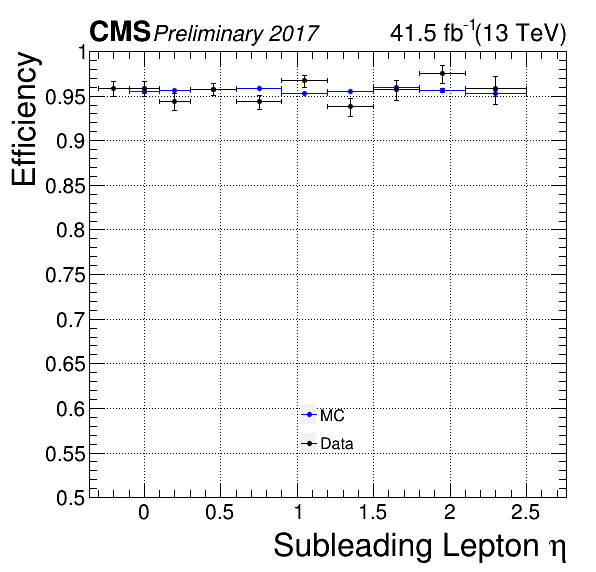 CMS Preliminary 2017 41.5 fb⁻¹(13 TeV)
Efficiency
1
0.95
0.9
0.85
0.8
0.75
0.7
0.65
0.6
0.55
0.5
MC
Data
0 0.5 1 1.5 2 2.5
Subleading Lepton η